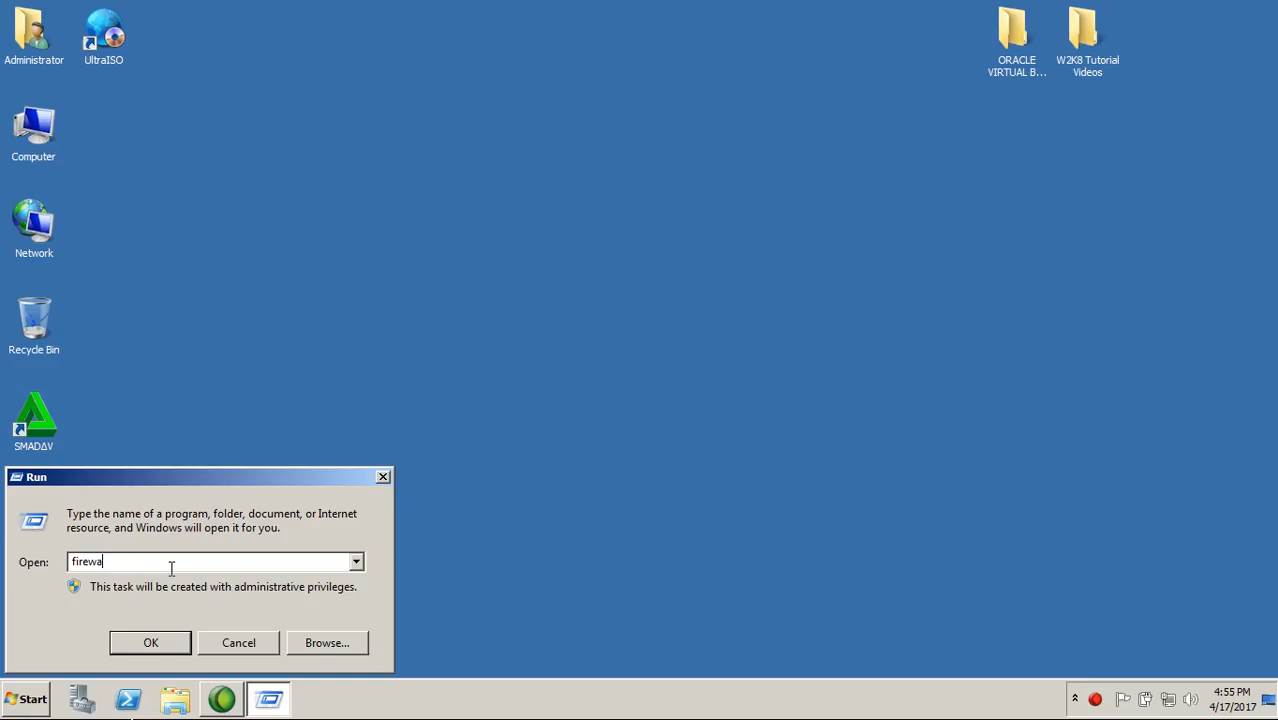 Administrator
UltraISO
ORACLE
VIRTUAL B...
W2K8 Tutorial
Videos
Computer
Network
Recycle Bin
SMADΔV
Run
Type the name of a program, folder, document, or Internet
resource, and Windows will open it for you.
Open:
firewa
This task will be created with administrative privileges.
OK
Cancel
Browse...
Start
4:55 PM
4/17/2017